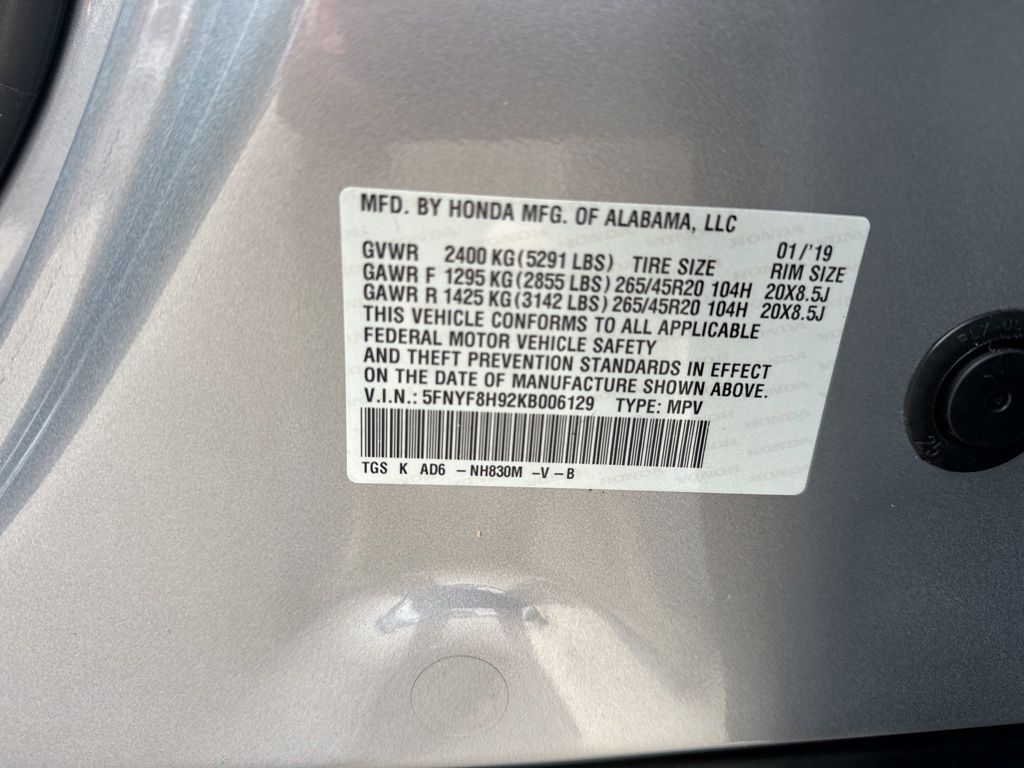 MFD. BY HONDA MFG. OF ALABAMA, LLC
01/'19
GVWR 2400 KG(5291 LBS) TIRE SIZE RIM SIZE
GAWR F 1295 KG(2855 LBS) 265/45R20 104H 20X8.5J
GAWR R 1425 KG(3142 LBS) 265/45R20 104H 20X8.5J
THIS VEHICLE CONFORMS TO ALL APPLICABLE
FEDERAL MOTOR VEHICLE SAFETY
AND THEFT PREVENTION STANDARDS IN EFFECT
ON THE DATE OF MANUFACTURE SHOWN ABOVE.
V.I.N.: 5FNYF8H92KB006129 TYPE: MPV
TGS K AD6 -NH830M -V-B
25